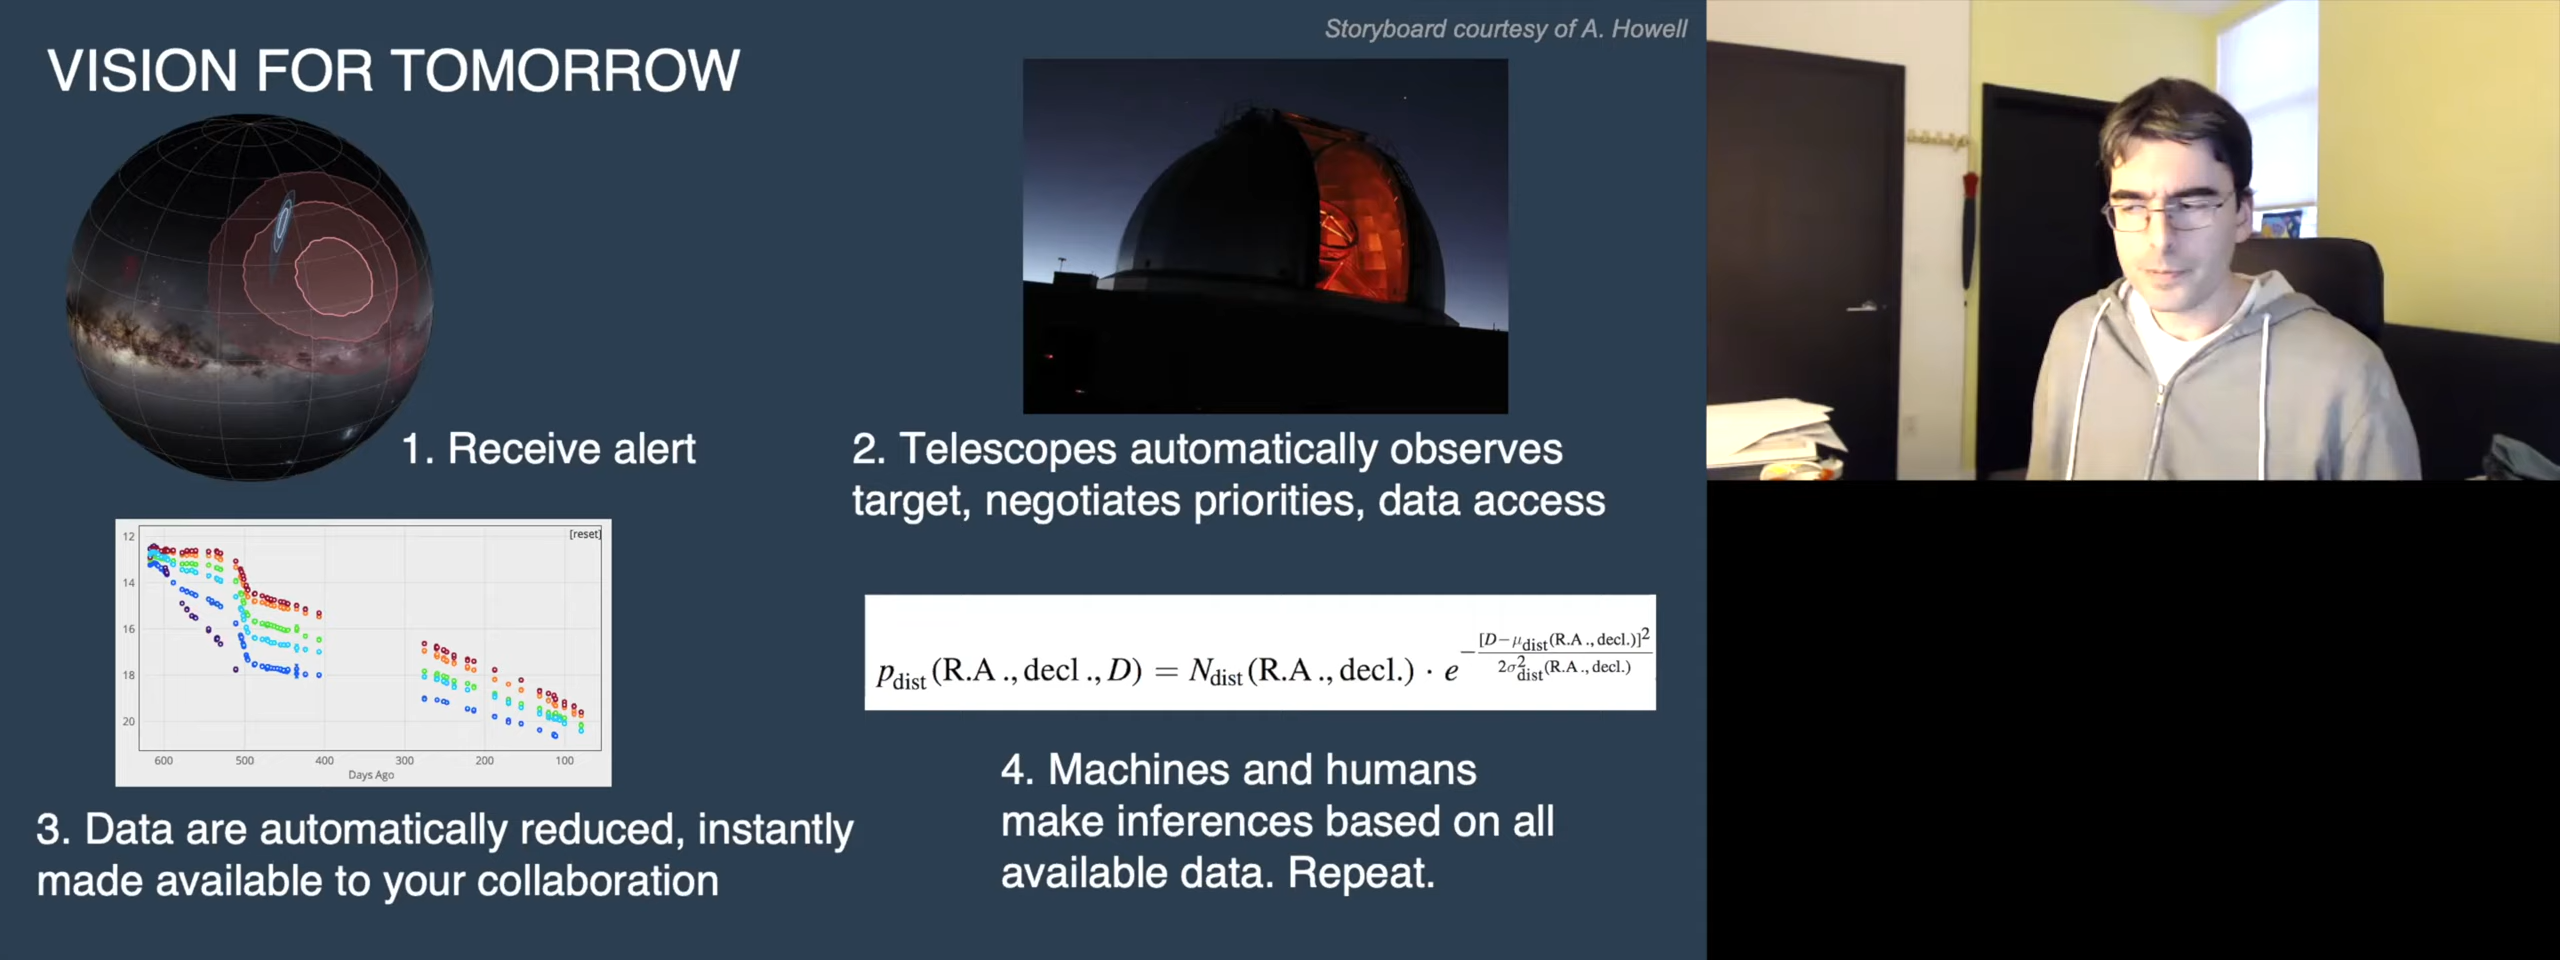 Storyboard courtesy of A. Howell
VISION FOR TOMORROW
1. Receive alert
2. Telescopes automatically observes
target, negotiates priorities, data access
[reset]
12
14
16
18
20
600 500 400 300 200 100
Days Ago
3. Data are automatically reduced, instantly
made available to your collaboration
p_dist(R.A., decl., D) = N_dist(R.A., decl.) · e^−[D−μ_dist(R.A., decl.)]²/2σ²_dist(R.A., decl.)
4. Machines and humans
make inferences based on all
available data. Repeat.